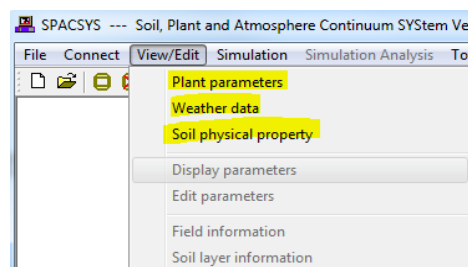 SPACSYS --- Soil, Plant and Atmosphere Continuum SYStem Ve
File Connect View/Edit Simulation Simulation Analysis To
Plant parameters
Weather data
Soil physical property
Display parameters
Edit parameters
Field information
Soil layer information